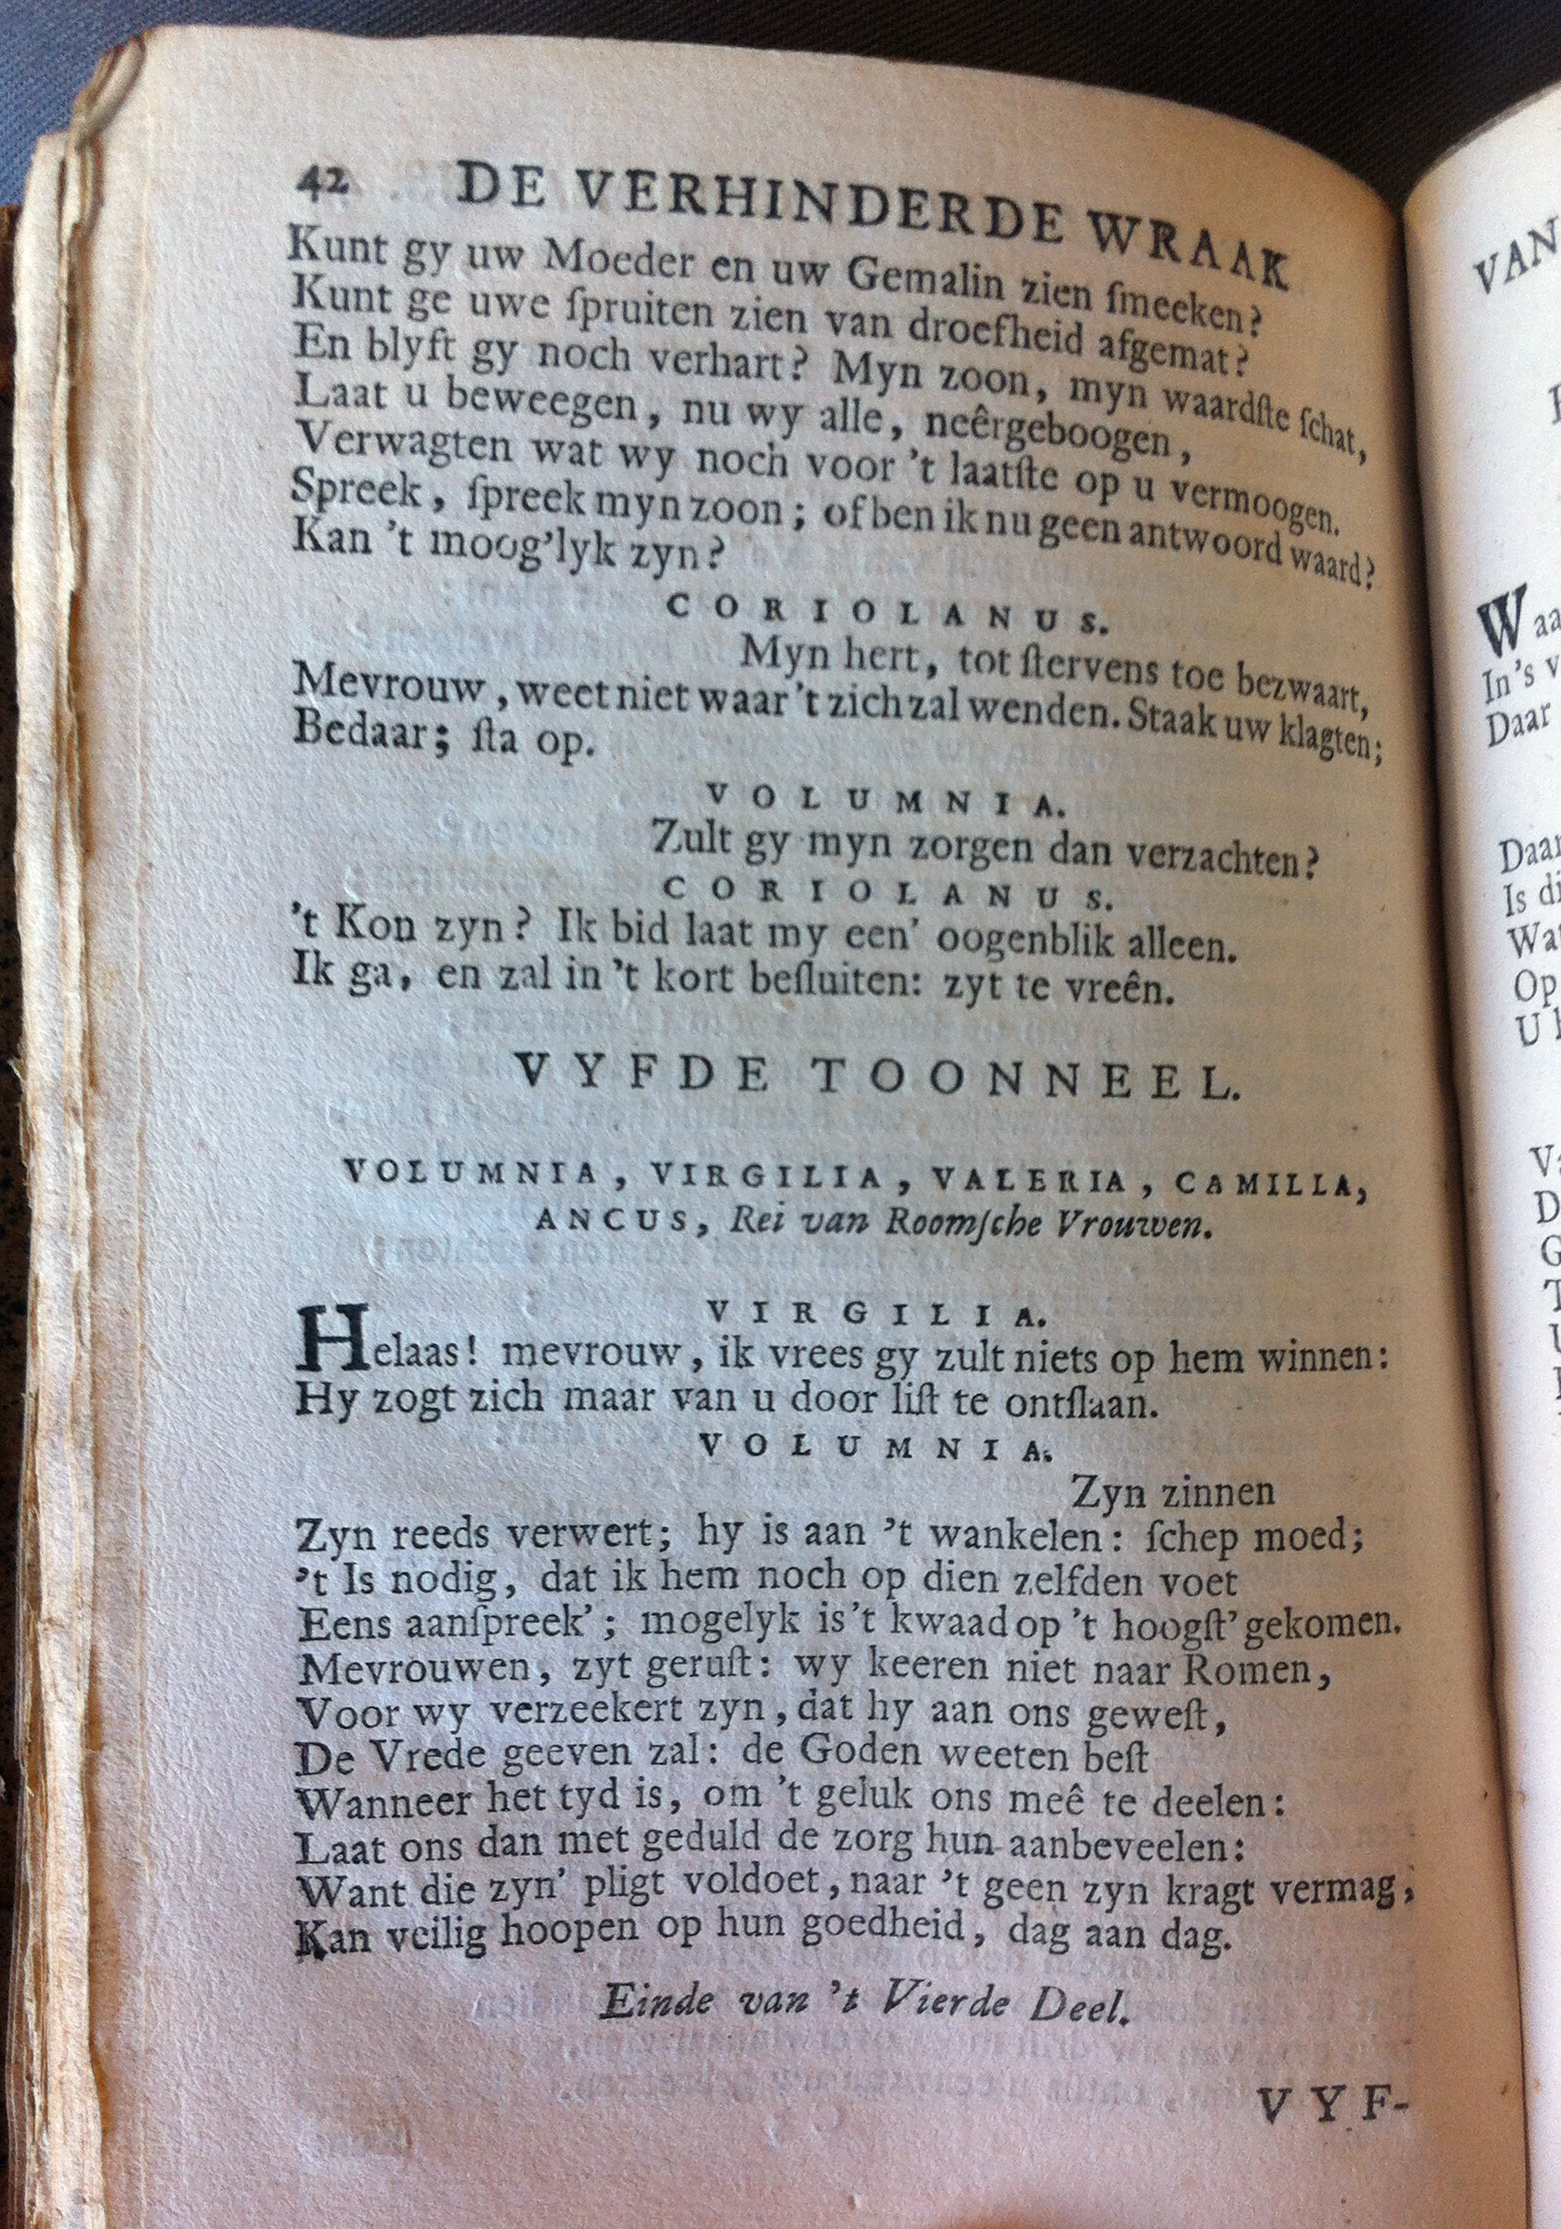 42 DE VERHINDERDE WRAAK
Kunt gy uw Moeder en uw Gemalin zien ſmeeken?
Kunt ge uwe ſpruiten zien van droefheid afgemat?
En blyft gy noch verhart? Myn zoon, myn waardſte ſchat,
Laat u beweegen, nu wy alle, neêrgeboogen,
Verwagten wat wy noch voor 't laatſte op u vermoogen.
Spreek, ſpreek myn zoon; of ben ik nu geen antwoord waard?
Kan 't moog'lyk zyn?
CORIOLANUS.
Myn hert, tot ſtervens toe bezwaart,
Mevrouw, weet niet waar 't zich zal wenden. Staak uw klagten;
Bedaar; ſta op.
VOLUMNIA.
Zult gy myn zorgen dan verzachten?
CORIOLANUS.
't Kon zyn? Ik bid laat my een' oogenblik alleen.
Ik ga, en zal in 't kort beſluiten: zyt te vreên.
VYFDE TOONNEEL.
VOLUMNIA, VIRGILIA, VALERIA, CAMILLA,
ANCUS, Rei van Roomſche Vrouwen.
VIRGILIA.
Helaas! mevrouw, ik vrees gy zult niets op hem winnen:
Hy zogt zich maar van u door liſt te ontſlaan.
VOLUMNIA.
Zyn zinnen
Zyn reeds verwert; hy is aan 't wankelen: ſchep moed;
't Is nodig, dat ik hem noch op dien zelfden voet
Eens aanſpreek'; mogelyk is 't kwaad op 't hoogſt' gekomen.
Mevrouwen, zyt geruſt: wy keeren niet naar Romen,
Voor wy verzeekert zyn, dat hy aan ons geweſt,
De Vrede geeven zal: de Goden weeten beſt
Wanneer het tyd is, om 't geluk ons meê te deelen:
Laat ons dan met geduld de zorg hun aanbeveelen:
Want die zyn' pligt voldoet, naar 't geen zyn kragt vermag,
Kan veilig hoopen op hun goedheid, dag aan dag.
Einde van 't Vierde Deel.
VYF-
VAN
Waa
In's v
Daar
Daar
Is di
Wat
Op
U